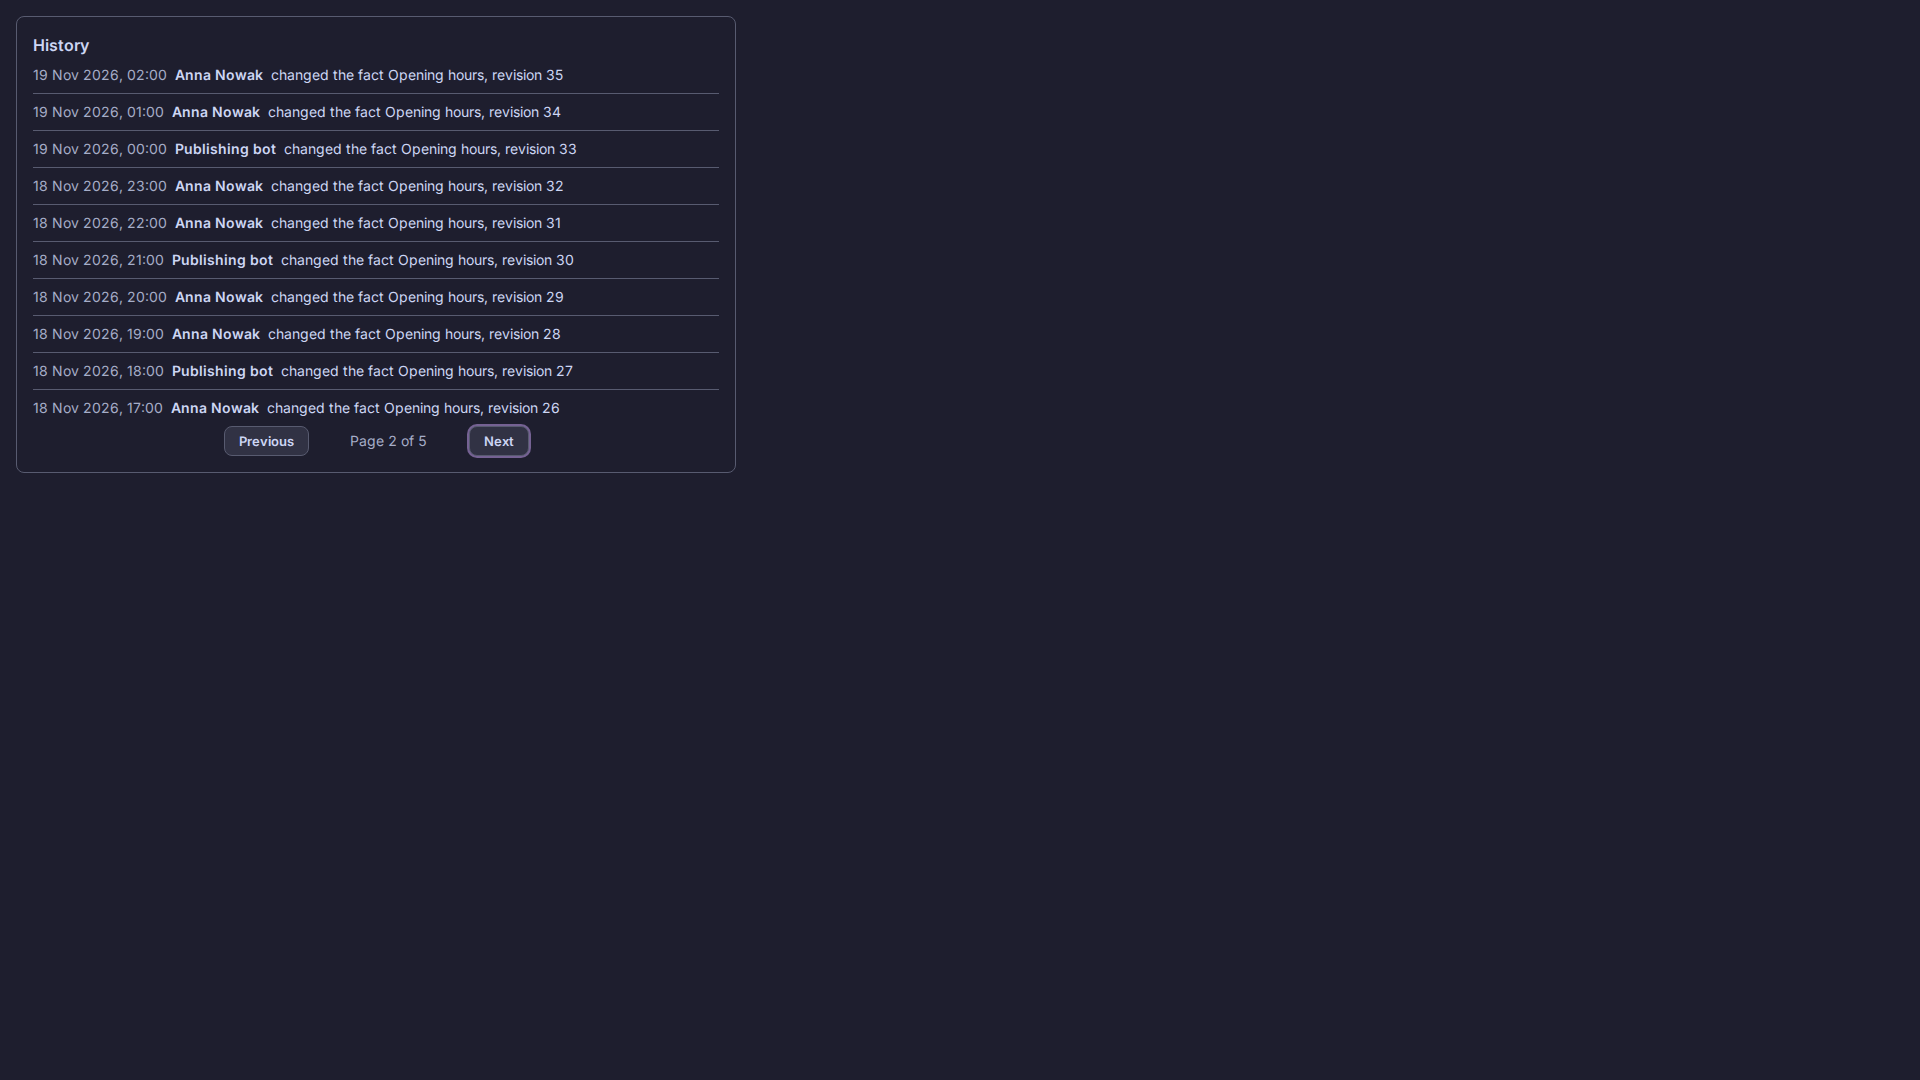 History
19 Nov 2026, 02:00 Anna Nowak changed the fact Opening hours, revision 35
19 Nov 2026, 01:00 Anna Nowak changed the fact Opening hours, revision 34
19 Nov 2026, 00:00 Publishing bot changed the fact Opening hours, revision 33
18 Nov 2026, 23:00 Anna Nowak changed the fact Opening hours, revision 32
18 Nov 2026, 22:00 Anna Nowak changed the fact Opening hours, revision 31
18 Nov 2026, 21:00 Publishing bot changed the fact Opening hours, revision 30
18 Nov 2026, 20:00 Anna Nowak changed the fact Opening hours, revision 29
18 Nov 2026, 19:00 Anna Nowak changed the fact Opening hours, revision 28
18 Nov 2026, 18:00 Publishing bot changed the fact Opening hours, revision 27
18 Nov 2026, 17:00 Anna Nowak changed the fact Opening hours, revision 26
Previous Page 2 of 5 Next